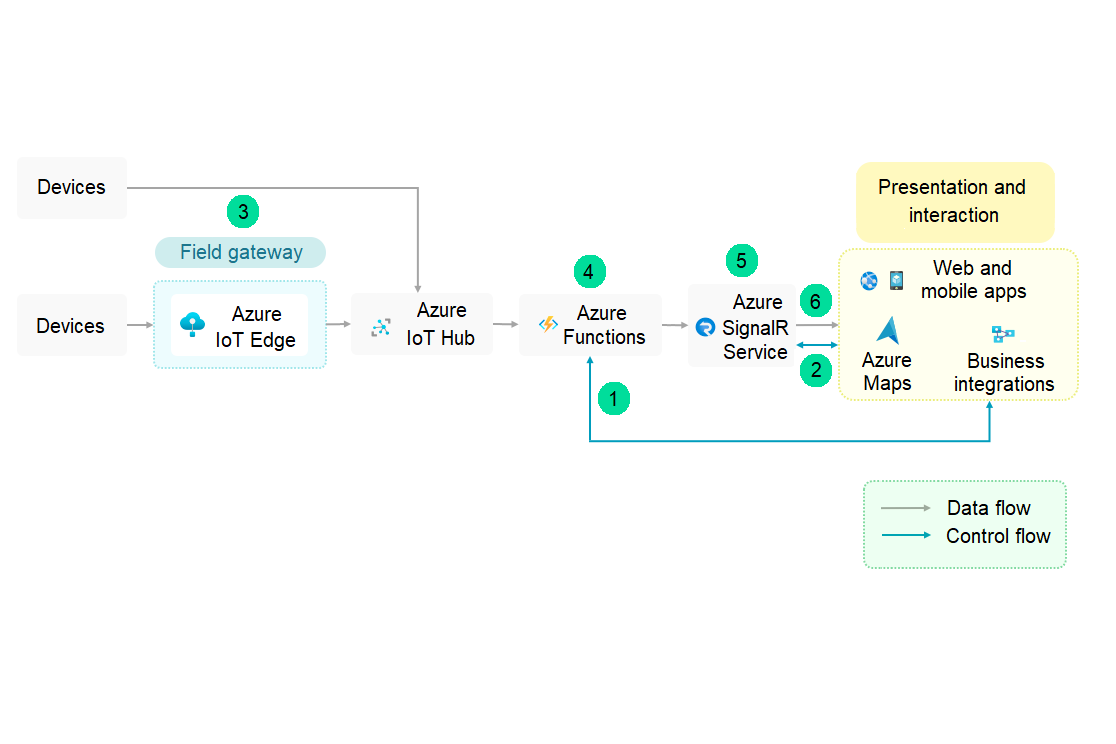 Devices
3
Field gateway
Devices
Azure
IoT Edge
Azure
IoT Hub
4
Azure
Functions
5
Azure
SignalR
Service
6
2
1
Presentation and
interaction
Web and
mobile apps
Azure
Maps
Business
integrations
Data flow
Control flow